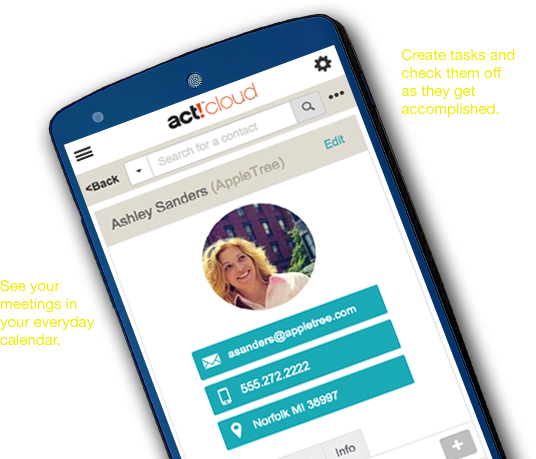 Create tasks and
check them off
as they get
accomplished.
act! cloud
Search for a contact
<Back
Ashley Sanders (AppleTree)
Edit
See your
meetings in
your everyday
calendar.
asanders@appletree.com
555.272.2222
Norfolk MI 38997
Info